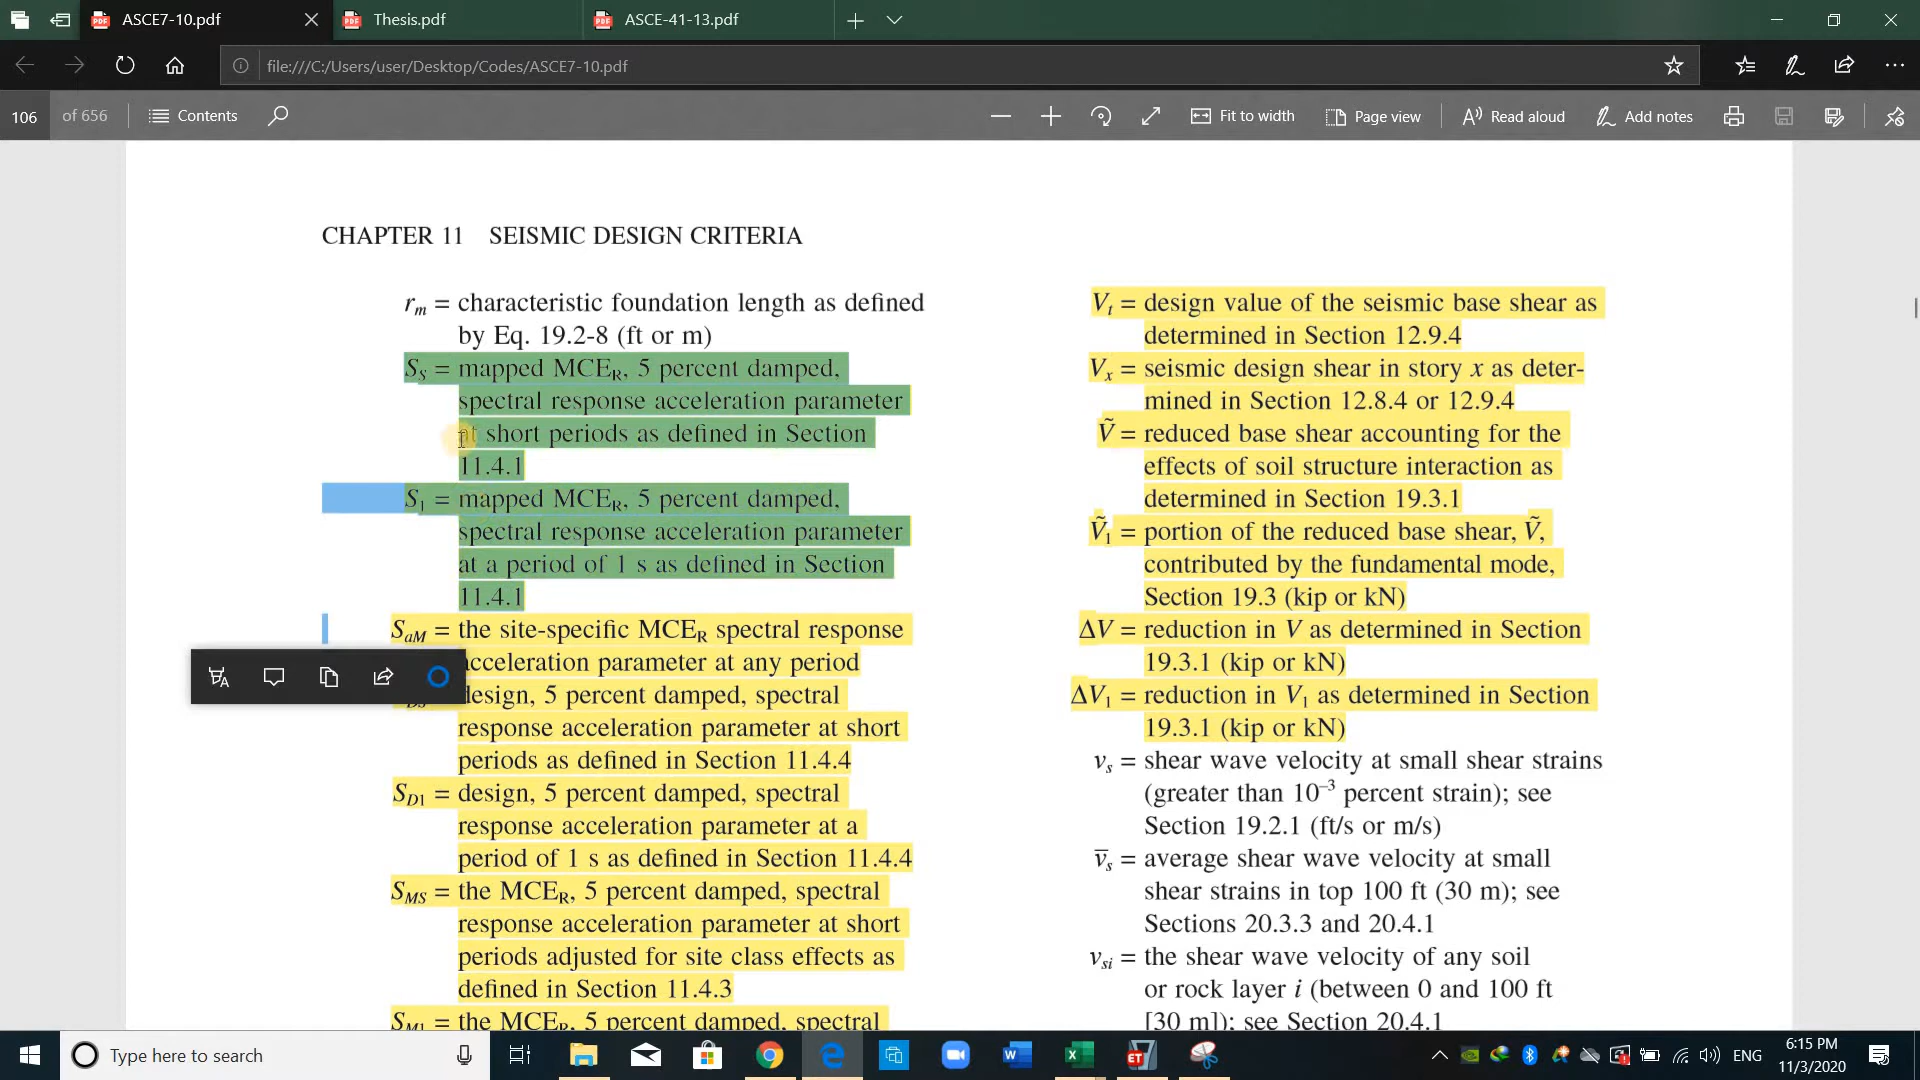 ASCE7-10.pdf
Thesis.pdf
ASCE-41-13.pdf
file:///C:/Users/user/Desktop/Codes/ASCE7-10.pdf
106 of 656 Contents
Fit to width Page view Read aloud Add notes
CHAPTER 11 SEISMIC DESIGN CRITERIA
rm = characteristic foundation length as defined
by Eq. 19.2-8 (ft or m)
SS = mapped MCER, 5 percent damped,
spectral response acceleration parameter
at short periods as defined in Section
11.4.1
S1 = mapped MCER, 5 percent damped,
spectral response acceleration parameter
at a period of 1 s as defined in Section
11.4.1
SaM = the site-specific MCER spectral response
acceleration parameter at any period
design, 5 percent damped, spectral
response acceleration parameter at short
periods as defined in Section 11.4.4
SD1 = design, 5 percent damped, spectral
response acceleration parameter at a
period of 1 s as defined in Section 11.4.4
SMS = the MCER, 5 percent damped, spectral
response acceleration parameter at short
periods adjusted for site class effects as
defined in Section 11.4.3
SM1 = the MCER, 5 percent damped, spectral
Vt = design value of the seismic base shear as
determined in Section 12.9.4
Vx = seismic design shear in story x as deter-
mined in Section 12.8.4 or 12.9.4
Ṽ = reduced base shear accounting for the
effects of soil structure interaction as
determined in Section 19.3.1
Ṽ1 = portion of the reduced base shear, Ṽ,
contributed by the fundamental mode,
Section 19.3 (kip or kN)
ΔV = reduction in V as determined in Section
19.3.1 (kip or kN)
ΔV1 = reduction in V1 as determined in Section
19.3.1 (kip or kN)
vs = shear wave velocity at small shear strains
(greater than 10–3 percent strain); see
Section 19.2.1 (ft/s or m/s)
v̄s = average shear wave velocity at small
shear strains in top 100 ft (30 m); see
Sections 20.3.3 and 20.4.1
vsi = the shear wave velocity of any soil
or rock layer i (between 0 and 100 ft
[30 m]); see Section 20.4.1
Type here to search
ENG
6:15 PM
11/3/2020